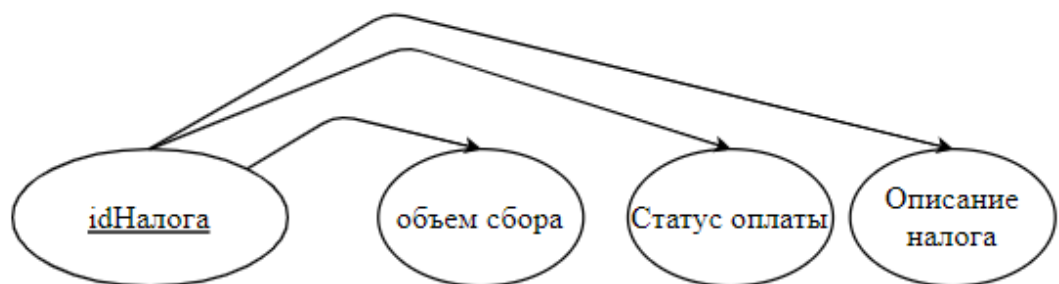 idНалога
объем сбора
Статус оплаты
Описание
налога